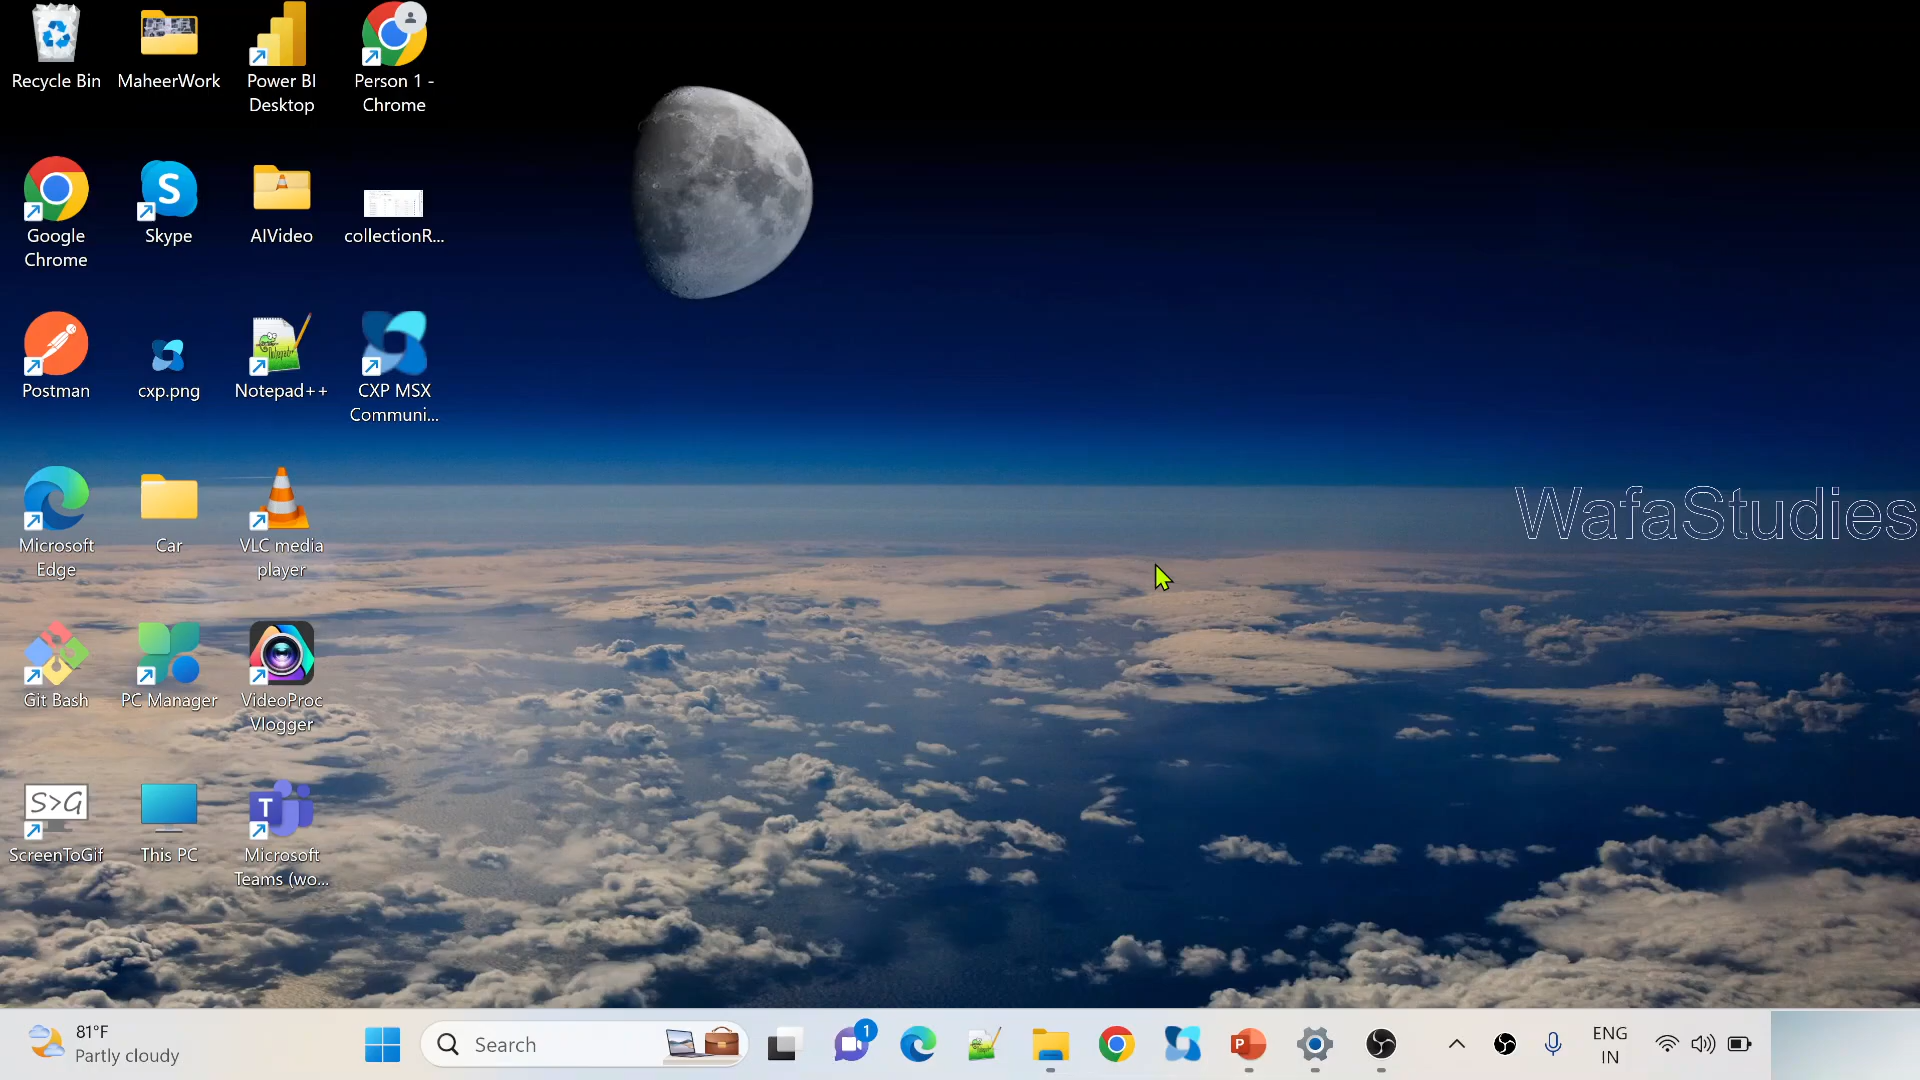 Recycle Bin
MaheerWork
Power BI
Desktop
Person 1 -
Chrome
Google
Chrome
Skype
AIVideo
collectionR...
Postman
cxp.png
Notepad++
CXP MSX
Communi...
Microsoft
Edge
Car
VLC media
player
Git Bash
PC Manager
VideoProc
Vlogger
S>G
ScreenToGif
This PC
T
Microsoft
Teams (wo...
WafaStudies
81°F
Partly cloudy
Search
1
P
ENG
IN